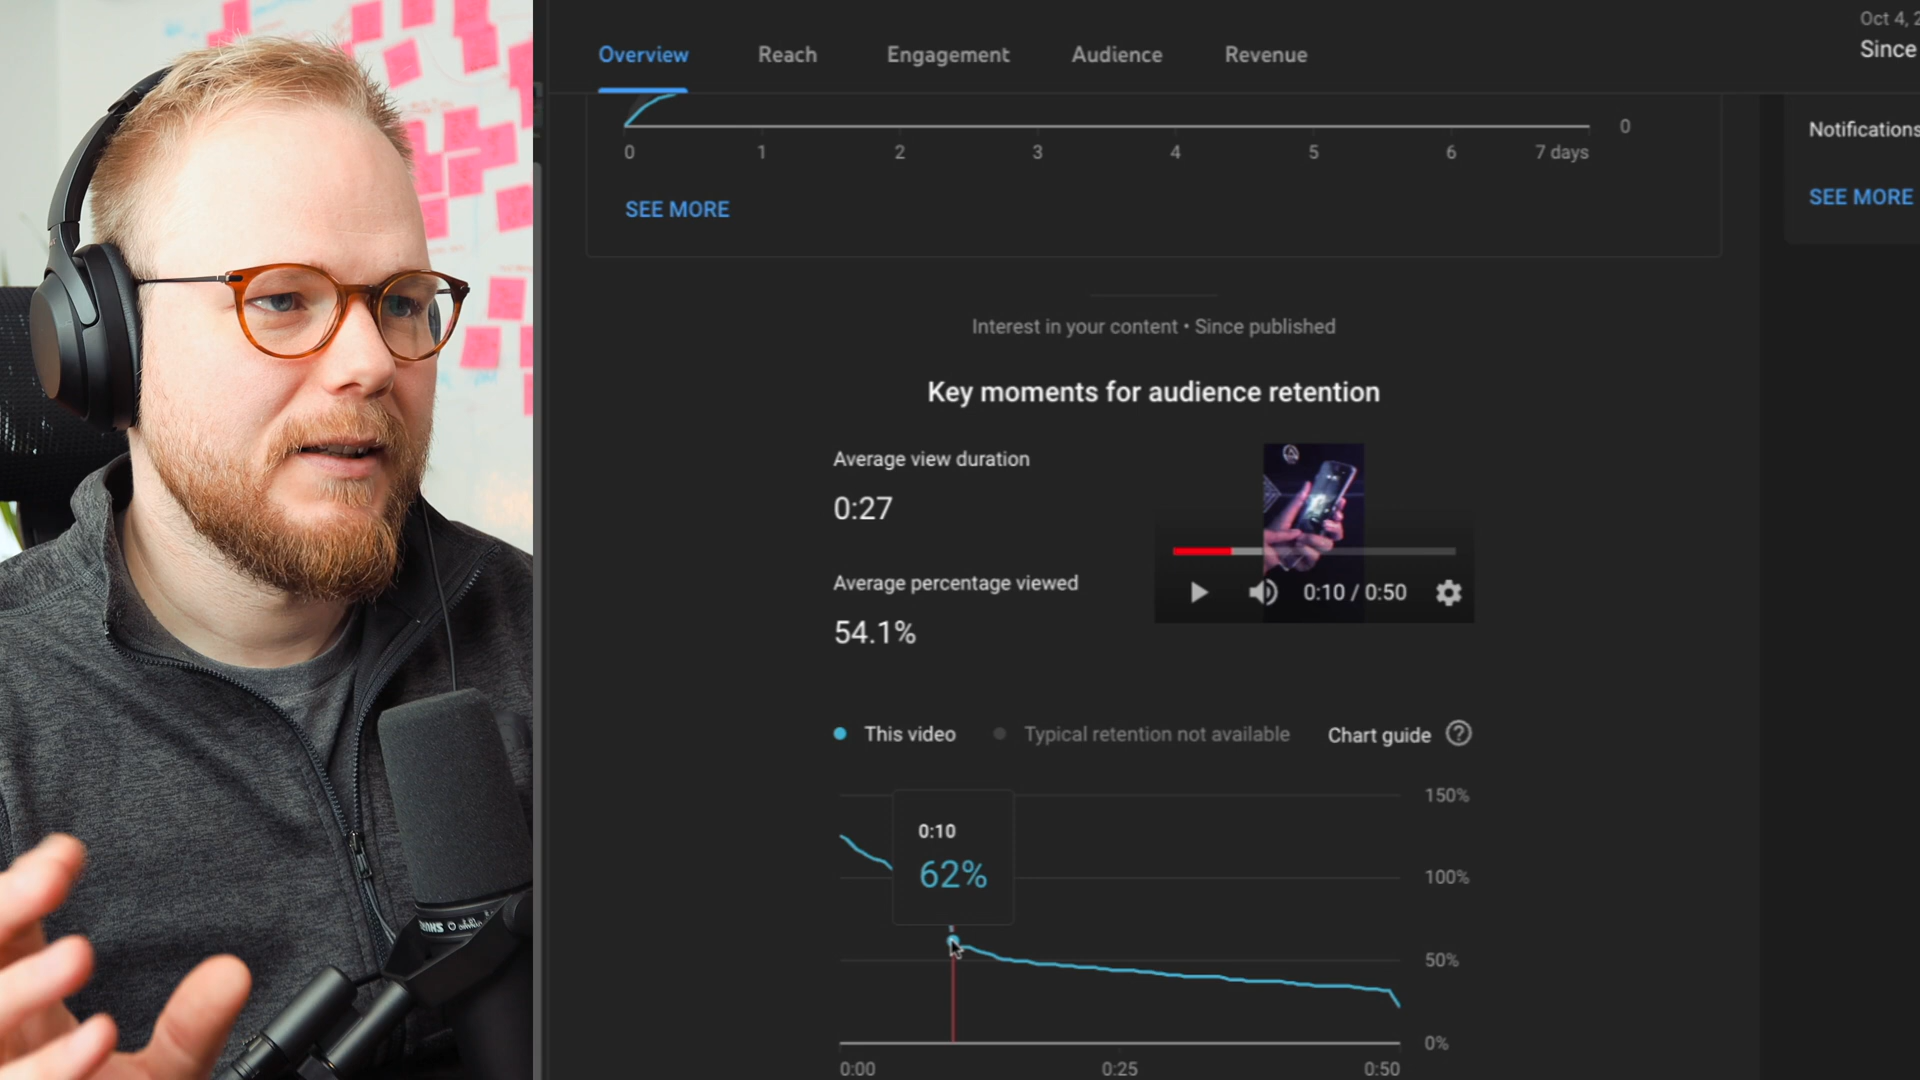 Overview
Reach
Engagement
Audience
Revenue
Oct 4, 2
Since
0
0
1
2
3
4
5
6
7 days
SEE MORE
Notifications
SEE MORE
Interest in your content • Since published
Key moments for audience retention
Average view duration
0:27
Average percentage viewed
54.1%
0:10 / 0:50
This video
Typical retention not available
Chart guide
?
150%
0:10
62%
100%
50%
0%
0:00
0:25
0:50